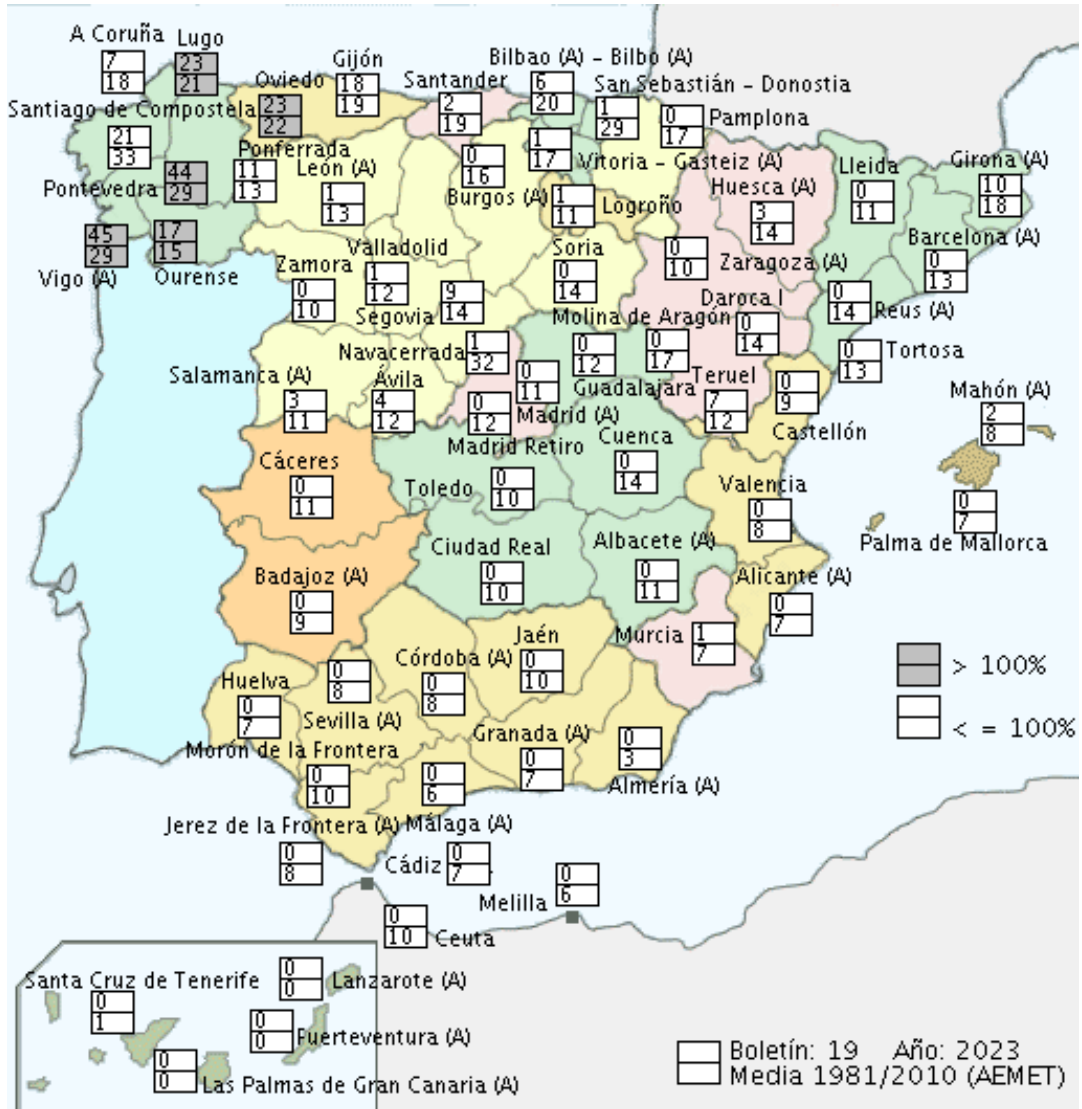 A Coruña
7
18
Lugo
23
21
Gijón
18
19
Oviedo
23
22
Santander
2
19
Bilbao (A) - Bilbo (A)
6
20
San Sebastián - Donostia
1
29
Pamplona
0
17
Santiago de Compostela
21
33
Ponferrada
11
13
León (A)
1
13
Burgos (A)
0
16
Vitoria - Gasteiz (A)
1
17
Logroño
1
11
Huesca (A)
3
14
Lleida
0
11
Girona (A)
10
18
Pontevedra
44
29
Vigo (A)
45
29
Ourense
17
15
Zamora
0
10
Valladolid
1
12
Segovia
9
14
Soria
0
14
Zaragoza (A)
0
10
Daroca I
0
14
Barcelona (A)
0
13
Reus (A)
0
14
Tortosa
0
13
Molina de Aragón
0
17
Navacerrada
1
32
Salamanca (A)
3
11
Ávila
4
12
Madrid (A)
0
11
Guadalajara
0
12
Madrid Retiro
0
12
Teruel
7
12
Castellón
0
9
Mahón (A)
2
8
Cáceres
0
11
Toledo
0
10
Cuenca
0
14
Valencia
0
8
Palma de Mallorca
0
7
Badajoz (A)
0
9
Ciudad Real
0
10
Albacete (A)
0
11
Alicante (A)
0
7
Murcia
1
7
Huelva
0
7
Sevilla (A)
0
8
Córdoba (A)
0
8
Jaén
0
10
Granada (A)
0
7
Almería (A)
0
3
Morón de la Frontera
0
10
Málaga (A)
0
6
Jerez de la Frontera (A)
0
8
Cádiz
0
7
Ceuta
0
10
Melilla
0
6
> 100%
< = 100%
Santa Cruz de Tenerife
0
1
Lanzarote (A)
0
0
Fuerteventura (A)
0
0
Las Palmas de Gran Canaria (A)
0
0
Boletín: 19 Año: 2023
Media 1981/2010 (AEMET)